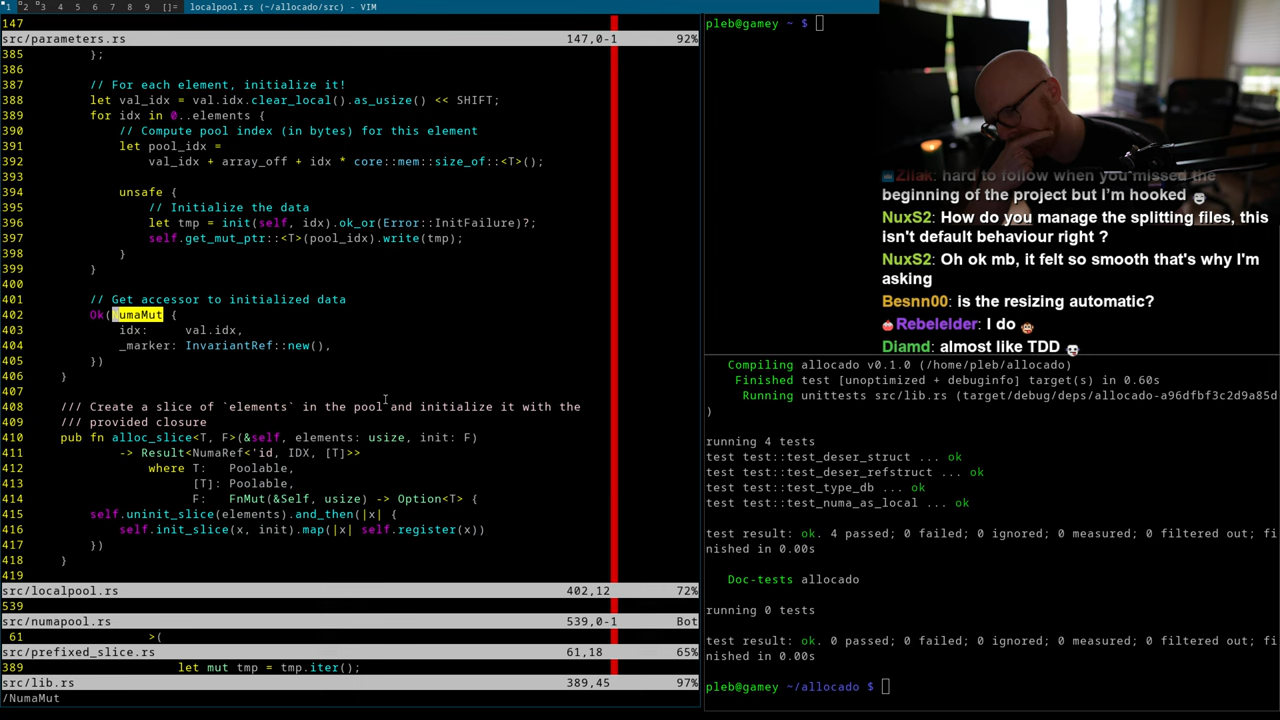 1 2 3 4 5 6 7 8 9 []= localpool.rs (~/allocado/src) - VIM
147
src/parameters.rs 147,0-1 92%
385 };
386
387 // For each element, initialize it!
388 let val_idx = val.idx.clear_local().as_usize() << SHIFT;
389 for idx in 0..elements {
390 // Compute pool index (in bytes) for this element
391 let pool_idx =
392 val_idx + array_off + idx * core::mem::size_of::<T>();
393
394 unsafe {
395 // Initialize the data
396 let tmp = init(self, idx).ok_or(Error::InitFailure)?;
397 self.get_mut_ptr::<T>(pool_idx).write(tmp);
398 }
399 }
400
401 // Get accessor to initialized data
402 Ok(NumaMut {
403 idx: val.idx,
404 _marker: InvariantRef::new(),
405 })
406 }
407
408 /// Create a slice of `elements` in the pool and initialize it with the
409 /// provided closure
410 pub fn alloc_slice<T, F>(&self, elements: usize, init: F)
411 -> Result<NumaRef<'id, IDX, [T]>>
412 where T: Poolable,
413 [T]: Poolable,
414 F: FnMut(&Self, usize) -> Option<T> {
415 self.uninit_slice(elements).and_then(|x| {
416 self.init_slice(x, init).map(|x| self.register(x))
417 })
418 }
419
src/localpool.rs 402,12 72%
539
src/numapool.rs 539,0-1 Bot
61 >(
src/prefixed_slice.rs 61,18 65%
389 let mut tmp = tmp.iter();
src/lib.rs 389,45 97%
/NumaMut
pleb@gamey ~ $
Zilak: hard to follow when you missed the
beginning of the project but I'm hooked
NuxS2: How do you manage the splitting files, this
isn't default behaviour right ?
NuxS2: Oh ok mb, it felt so smooth that's why I'm
asking
Besnn00: is the resizing automatic?
Rebelelder: I do
Diamd: almost like TDD
Compiling allocado v0.1.0 (/home/pleb/allocado)
Finished test [unoptimized + debuginfo] target(s) in 0.60s
Running unittests src/lib.rs (target/debug/deps/allocado-a96dfbf3c2d9a85d
)
running 4 tests
test test::test_deser_struct ... ok
test test::test_deser_refstruct ... ok
test test::test_type_db ... ok
test test::test_numa_as_local ... ok
test result: ok. 4 passed; 0 failed; 0 ignored; 0 measured; 0 filtered out; fi
nished in 0.00s
Doc-tests allocado
running 0 tests
test result: ok. 0 passed; 0 failed; 0 ignored; 0 measured; 0 filtered out; fi
nished in 0.00s
pleb@gamey ~/allocado $